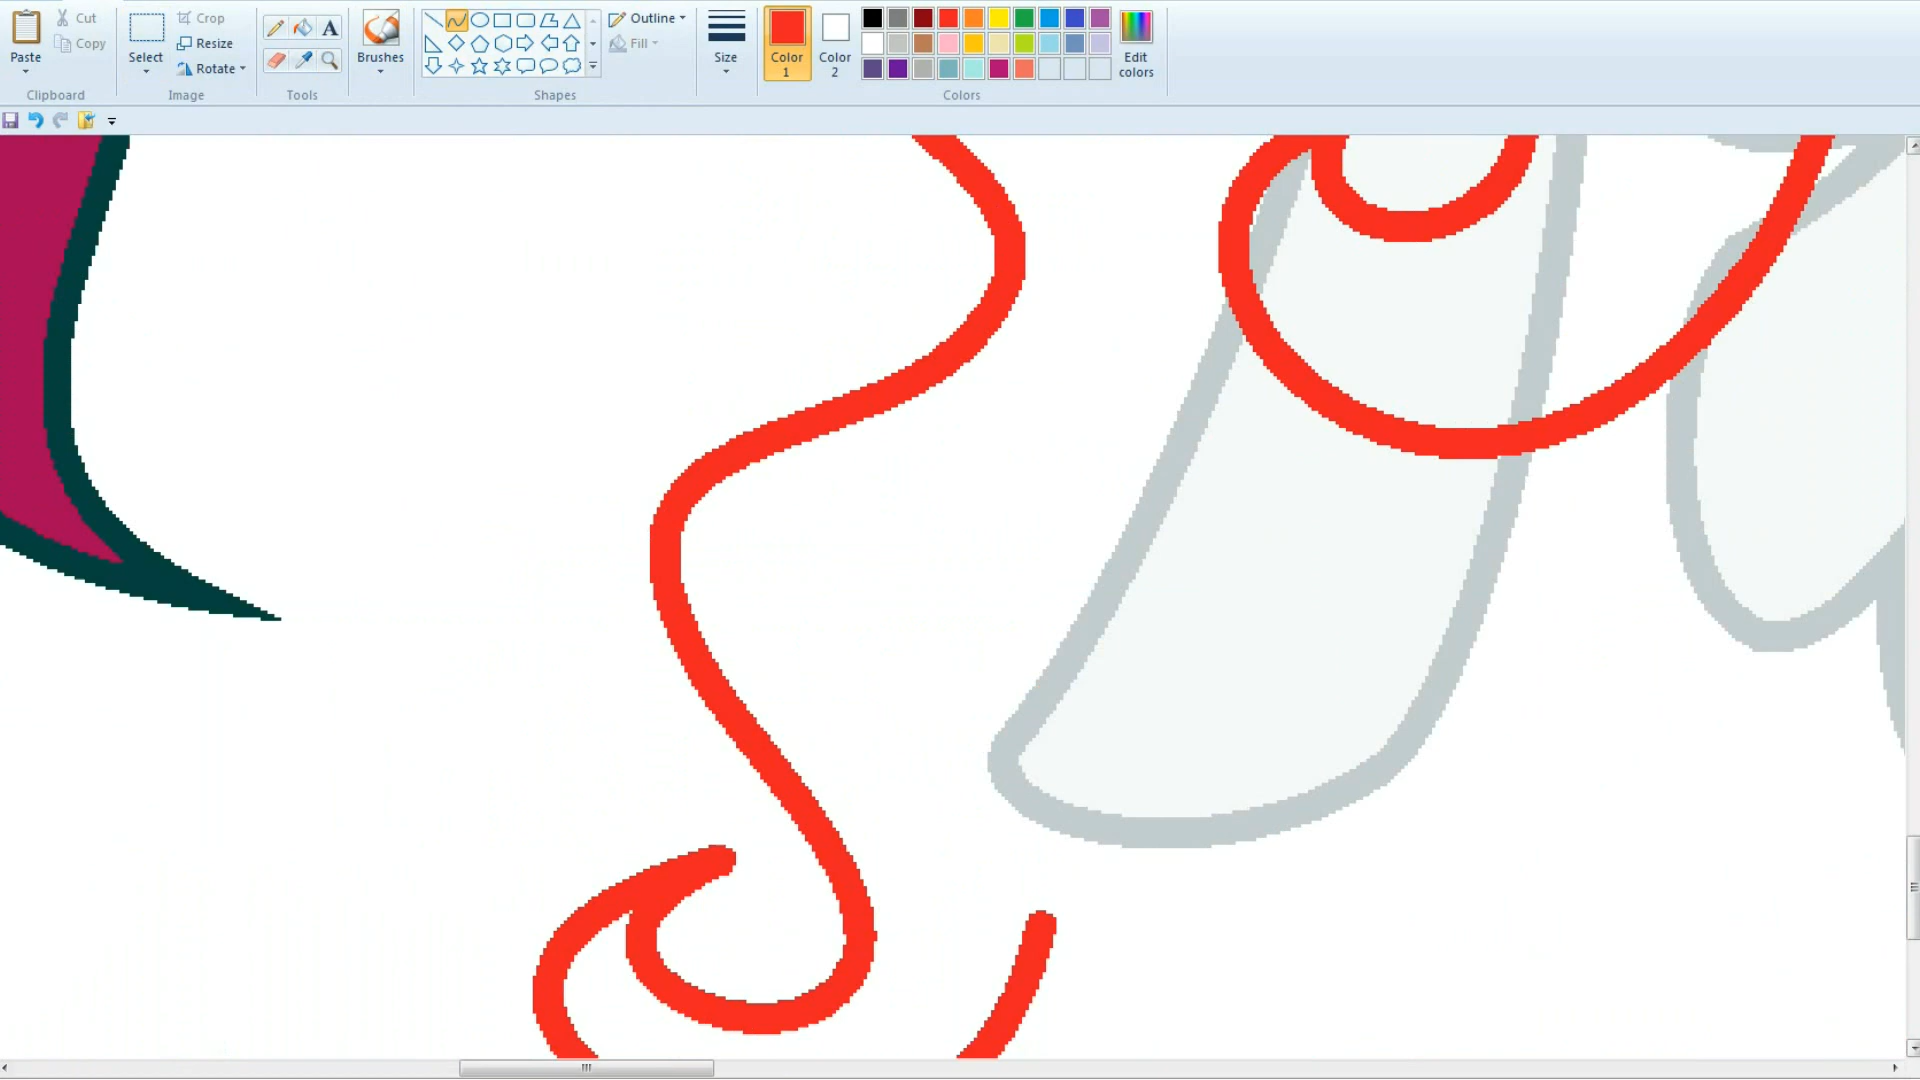 Paste
Cut
Copy
Clipboard
Select
Crop
Resize
Rotate
Image
A
Tools
Brushes
Outline
Fill
Shapes
Size
Color
1
Color
2
Edit
colors
Colors